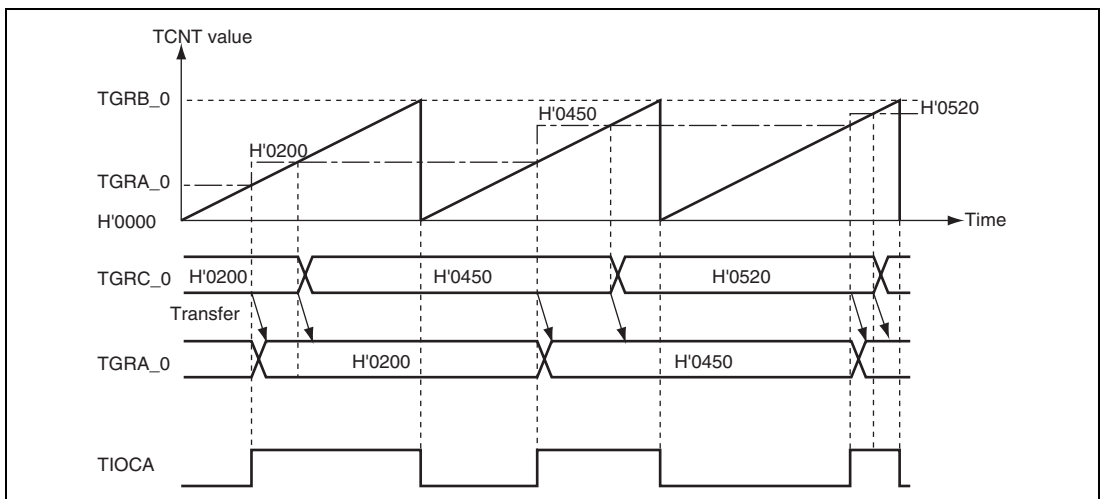 TCNT value
TGRB_0
H'0450
H'0520
H'0200
TGRA_0
H'0000
Time
TGRC_0
H'0200
H'0450
H'0520
Transfer
TGRA_0
H'0200
H'0450
TIOCA